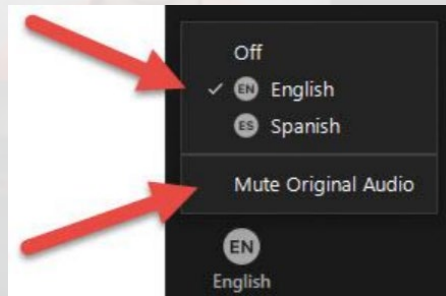 Off
EN English
ES Spanish
Mute Original Audio
EN
English